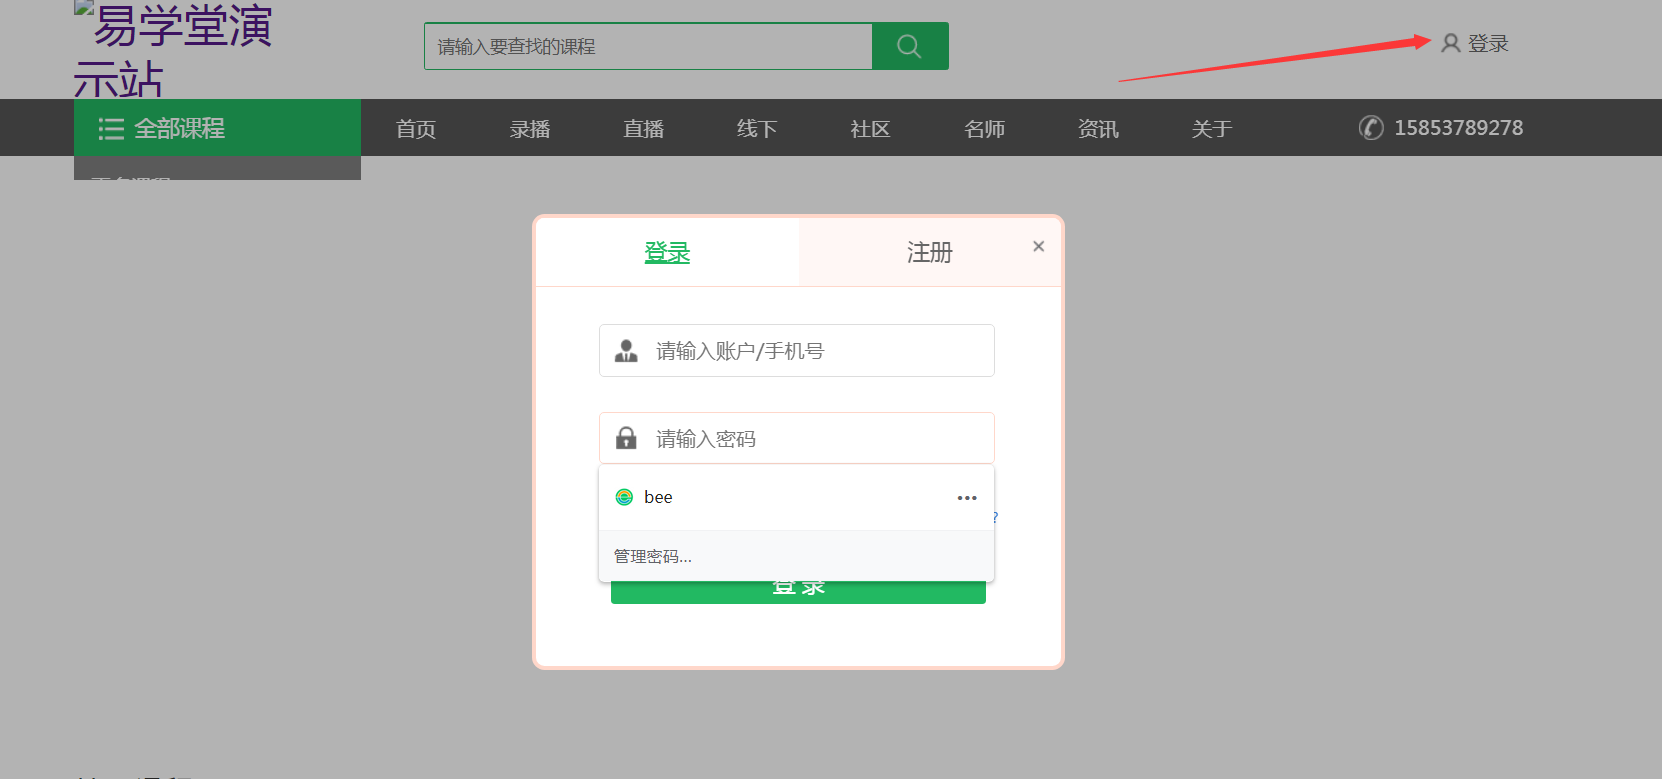 易学堂演
示站
请输入要查找的课程
登录
全部课程
首页
录播
直播
线下
社区
名师
资讯
关于
15853789278
登录
注册
×
请输入账户/手机号
请输入密码
bee
?
管理密码...
登 录